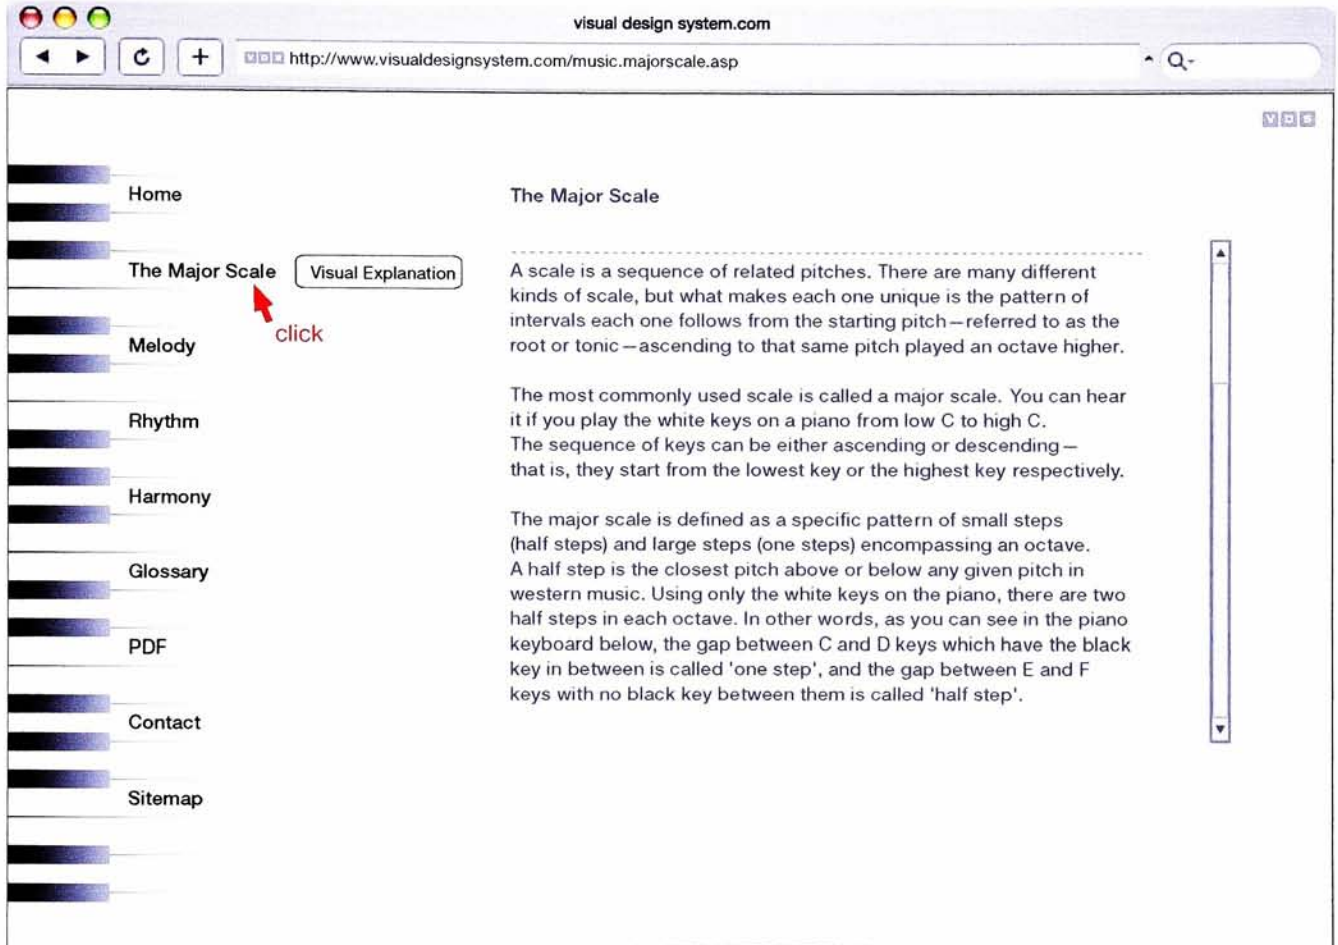 visual design system.com
VDS http://www.visualdesignsystem.com/music.majorscale.asp
VDS
Home
The Major Scale
Visual Explanation
click
Melody
Rhythm
Harmony
Glossary
PDF
Contact
Sitemap
The Major Scale
A scale is a sequence of related pitches. There are many different
kinds of scale, but what makes each one unique is the pattern of
intervals each one follows from the starting pitch—referred to as the
root or tonic—ascending to that same pitch played an octave higher.
The most commonly used scale is called a major scale. You can hear
it if you play the white keys on a piano from low C to high C.
The sequence of keys can be either ascending or descending—
that is, they start from the lowest key or the highest key respectively.
The major scale is defined as a specific pattern of small steps
(half steps) and large steps (one steps) encompassing an octave.
A half step is the closest pitch above or below any given pitch in
western music. Using only the white keys on the piano, there are two
half steps in each octave. In other words, as you can see in the piano
keyboard below, the gap between C and D keys which have the black
key in between is called 'one step', and the gap between E and F
keys with no black key between them is called 'half step'.